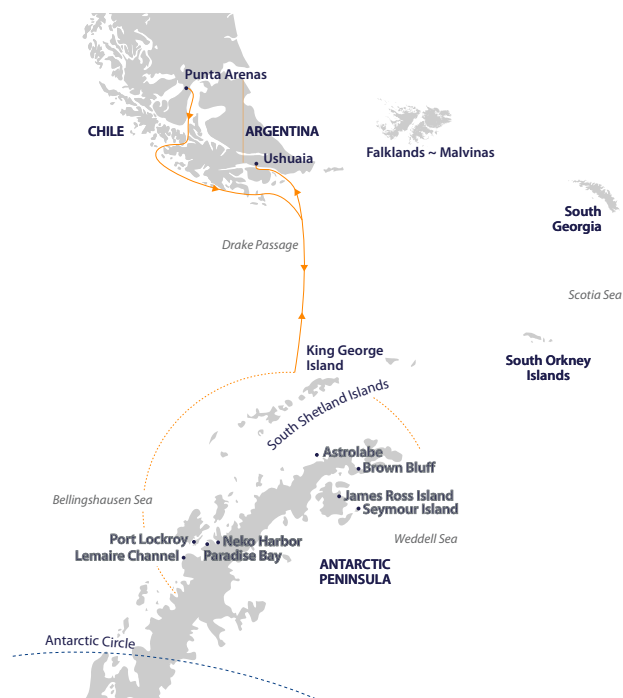 Punta Arenas
CHILE
ARGENTINA
Ushuaia
Falklands ~ Malvinas
South
Georgia
Drake Passage
Scotia Sea
King George
Island
South Orkney
Islands
South Shetland Islands
Astrolabe
Brown Bluff
Bellingshausen Sea
James Ross Island
Seymour Island
Port Lockroy
Neko Harbor
Weddell Sea
Lemaire Channel
Paradise Bay
ANTARCTIC
PENINSULA
Antarctic Circle